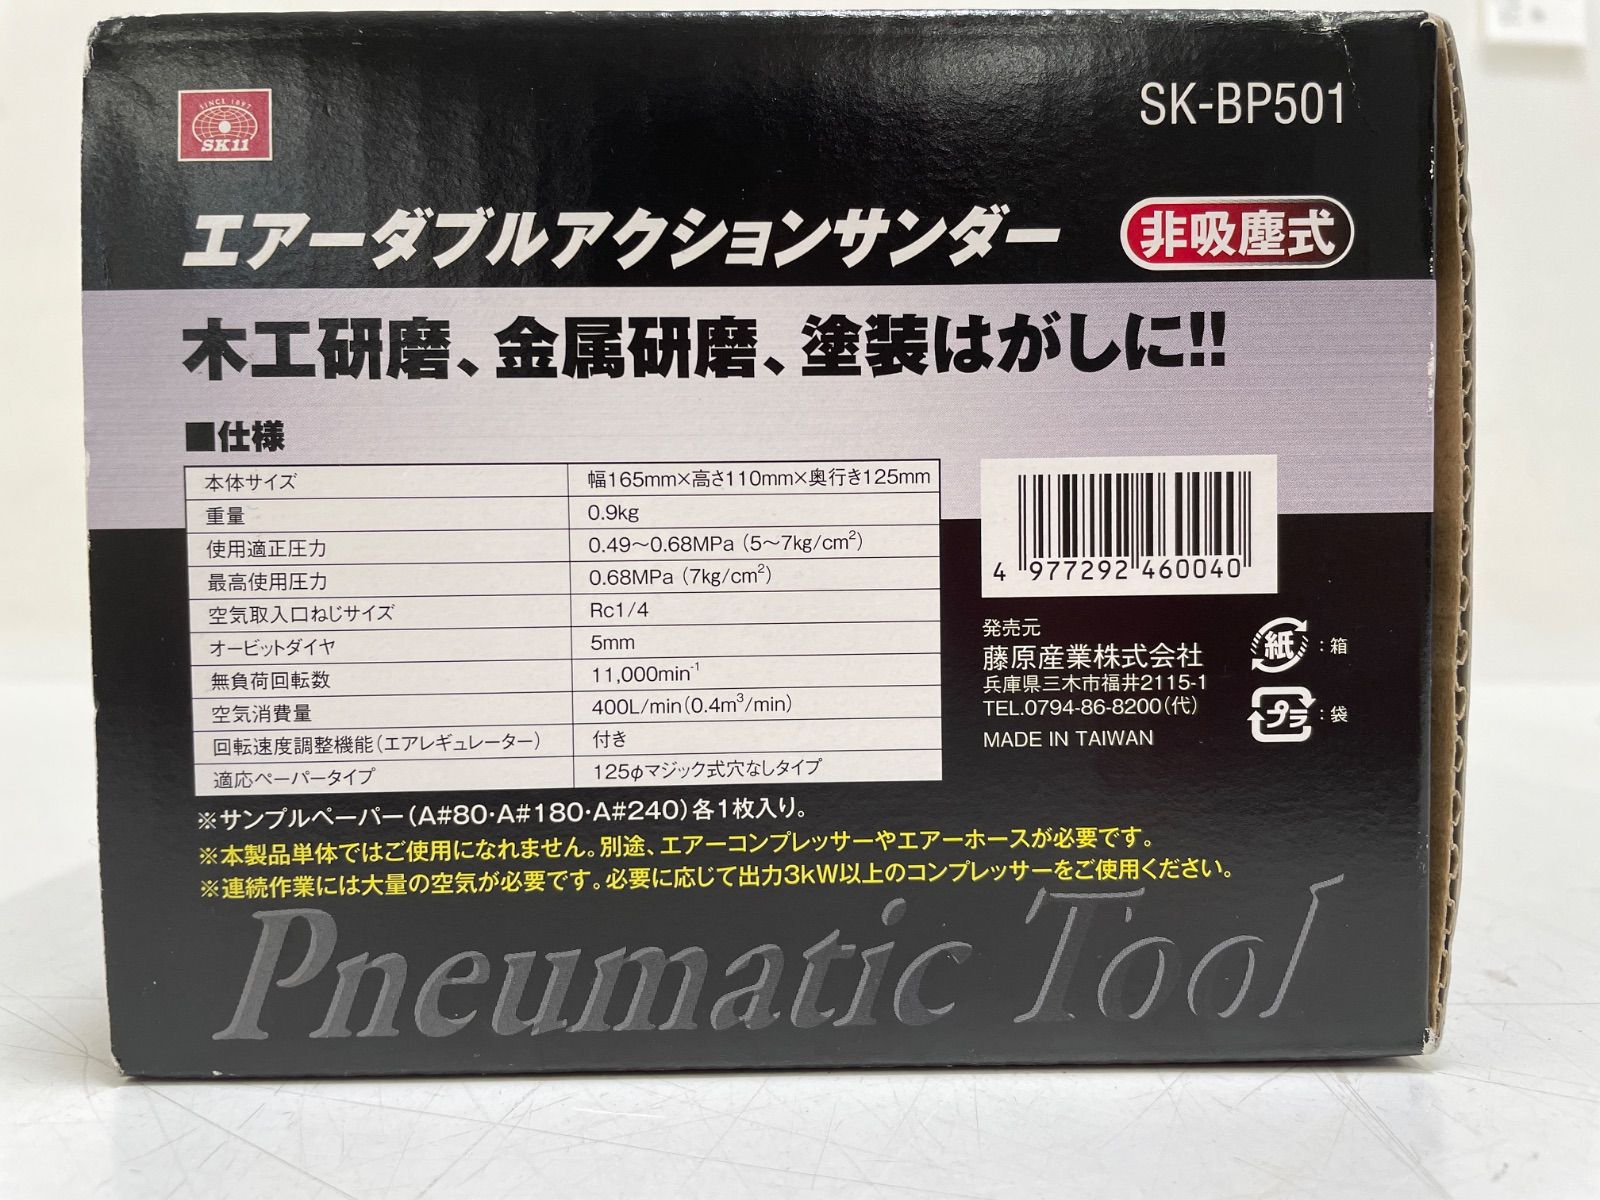 SINCE 1897
SK11
SK-BP501
エアーダブルアクションサンダー
非吸塵式
木工研磨、金属研磨、塗装はがしに!!
■仕様
本体サイズ 幅165mm×高さ110mm×奥行き125mm
重量 0.9kg
使用適正圧力 0.49〜0.68MPa（5〜7kg/cm²）
最高使用圧力 0.68MPa（7kg/cm²）
空気取入口ねじサイズ Rc1/4
オービットダイヤ 5mm
無負荷回転数 11,000min⁻¹
空気消費量 400L/min(0.4m³/min)
回転速度調整機能（エアレギュレーター） 付き
適応ペーパータイプ 125φマジック式穴なしタイプ
4 977292 460040
発売元
藤原産業株式会社
兵庫県三木市福井2115-1
TEL.0794-86-8200（代）
MADE IN TAIWAN
紙：箱
プラ：袋
※サンプルペーパー（A#80・A#180・A#240）各1枚入り。
※本製品単体ではご使用になれません。別途、エアーコンプレッサーやエアーホースが必要です。
※連続作業には大量の空気が必要です。必要に応じて出力3kW以上のコンプレッサーをご使用ください。
Pneumatic Tool